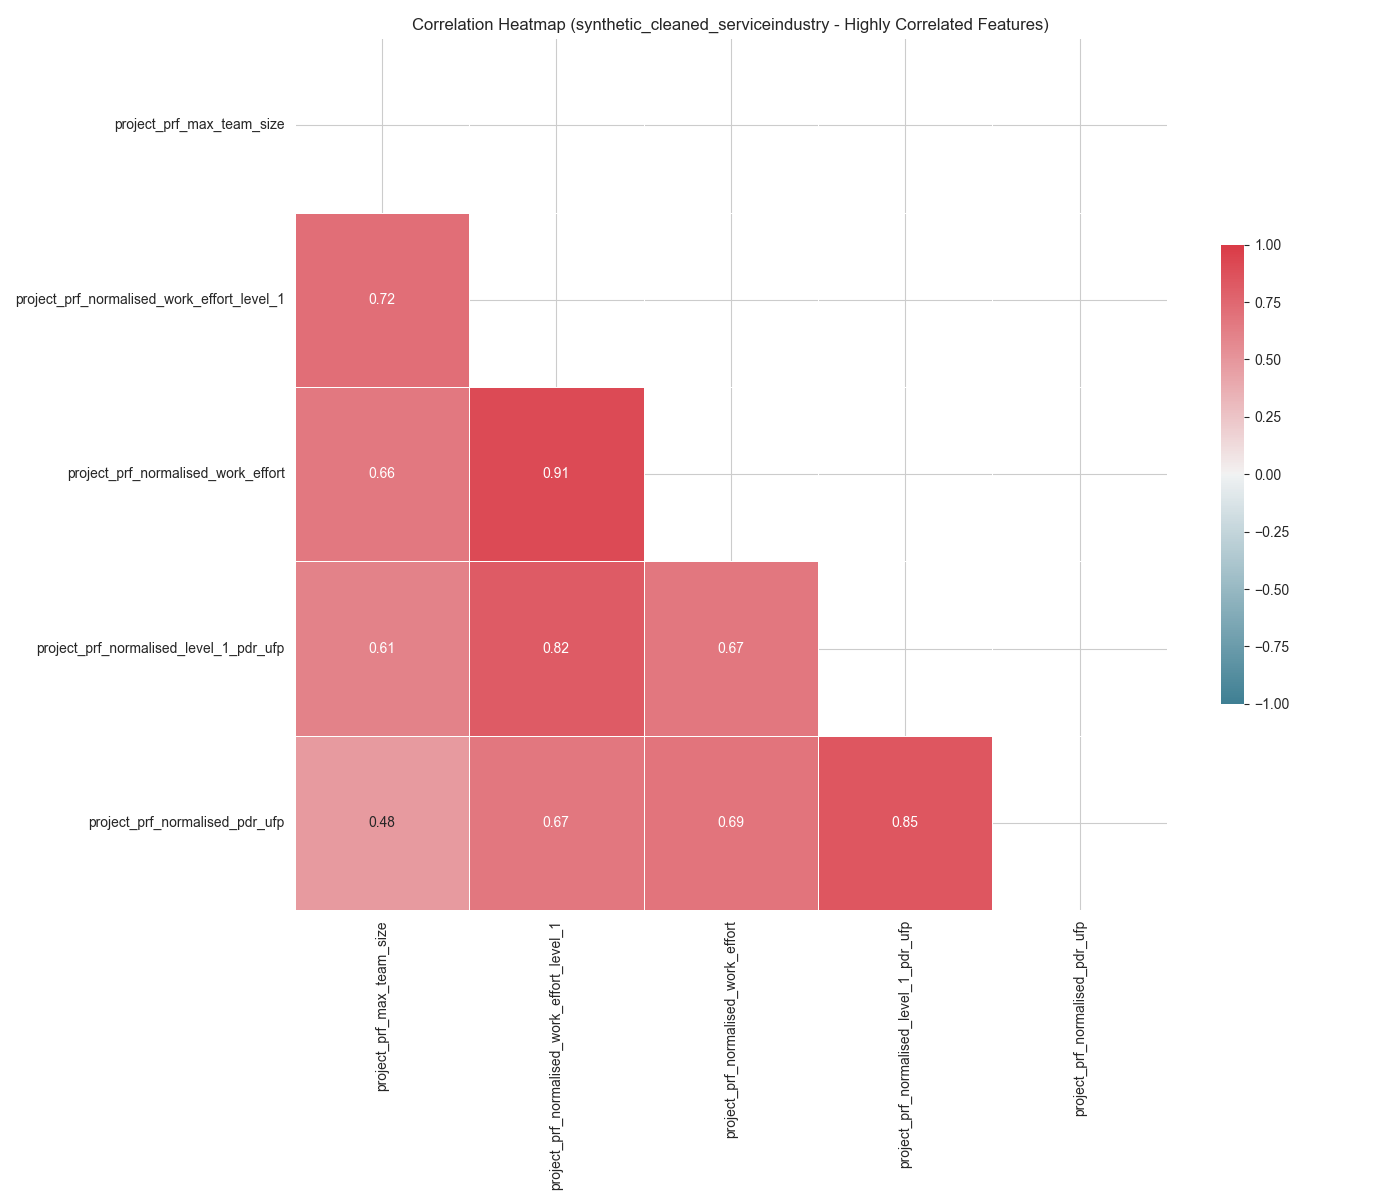 Correlation Heatmap (synthetic_cleaned_serviceindustry - Highly Correlated Features)
project_prf_max_team_size
project_prf_normalised_work_effort_level_1
0.72
project_prf_normalised_work_effort
0.66 0.91
project_prf_normalised_level_1_pdr_ufp
0.61 0.82 0.67
project_prf_normalised_pdr_ufp
0.48 0.67 0.69 0.85
project_prf_max_team_size
project_prf_normalised_work_effort_level_1
project_prf_normalised_work_effort
project_prf_normalised_level_1_pdr_ufp
project_prf_normalised_pdr_ufp
1.00
0.75
0.50
0.25
0.00
−0.25
−0.50
−0.75
−1.00